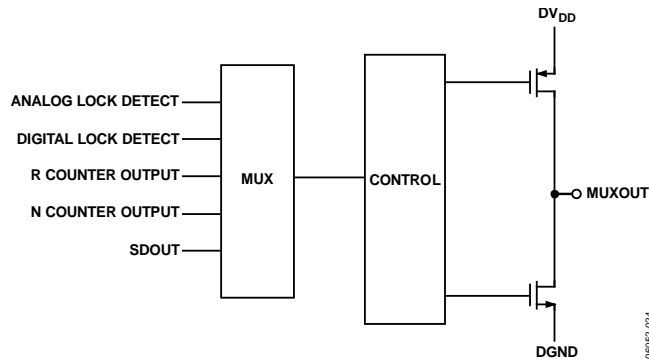 DVDD
ANALOG LOCK DETECT
DIGITAL LOCK DETECT
R COUNTER OUTPUT
N COUNTER OUTPUT
SDOUT
MUX
CONTROL
MUXOUT
DGND